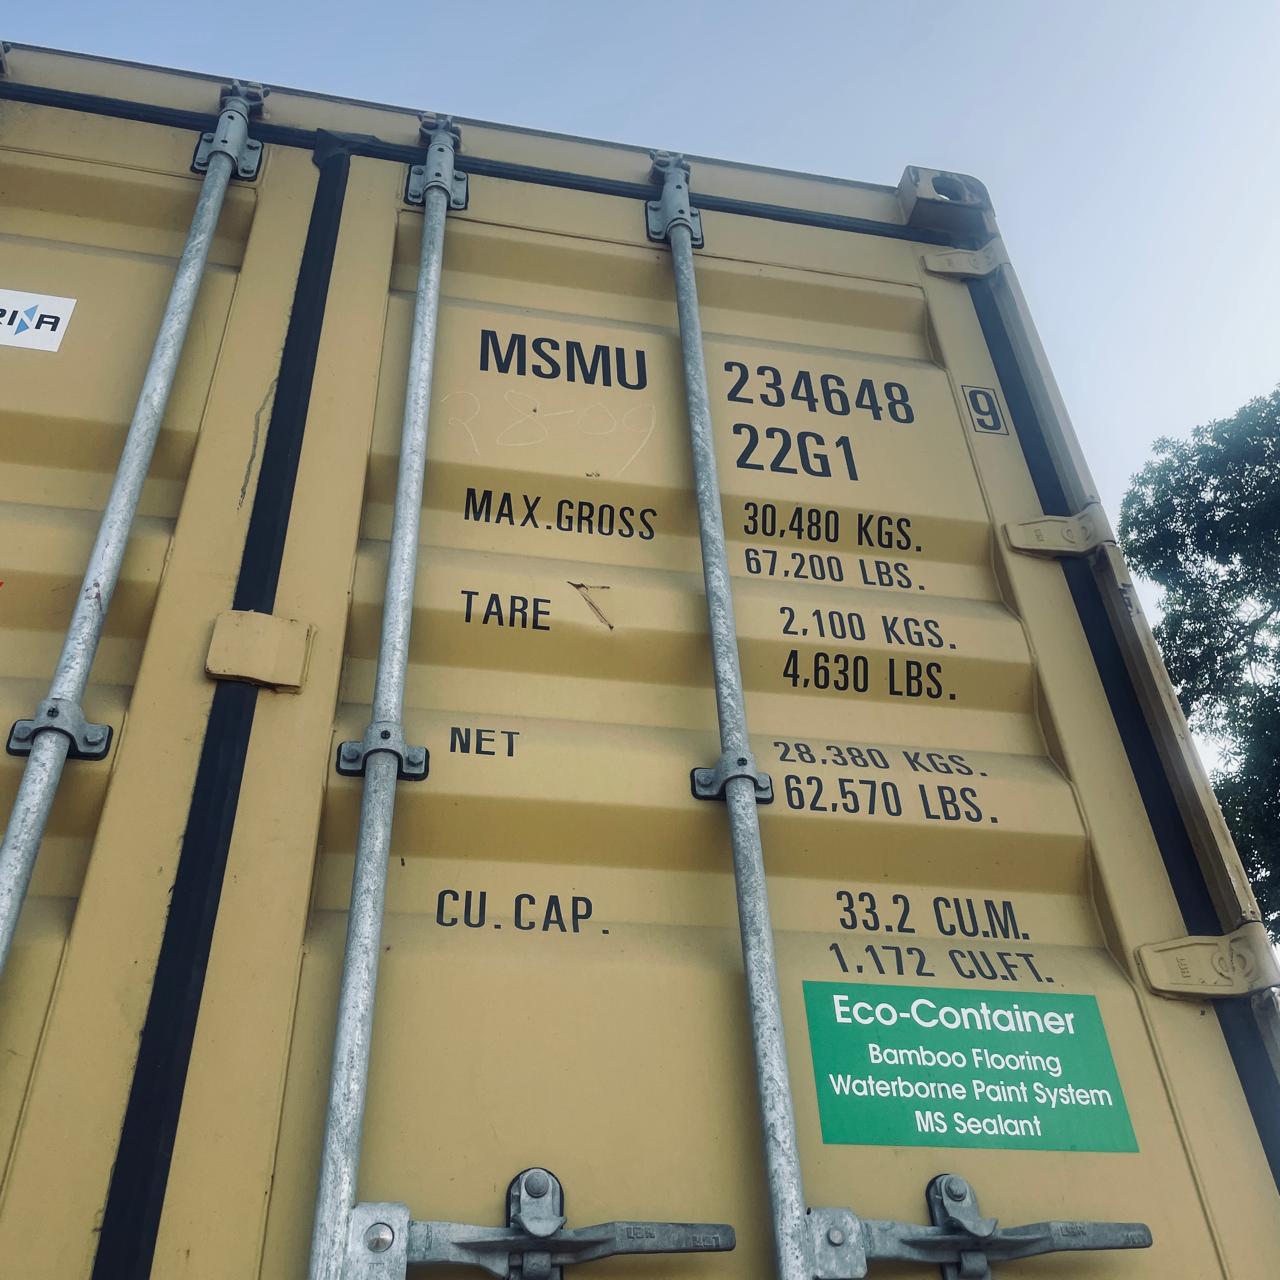 MSMU 234648 9
22G1
MAX.GROSS 30,480 KGS.
67,200 LBS.
TARE 2,100 KGS.
4,630 LBS.
NET 28,380 KGS.
62,570 LBS.
CU.CAP. 33.2 CU.M.
1,172 CU.FT.
Eco-Container
Bamboo Flooring
Waterborne Paint System
MS Sealant